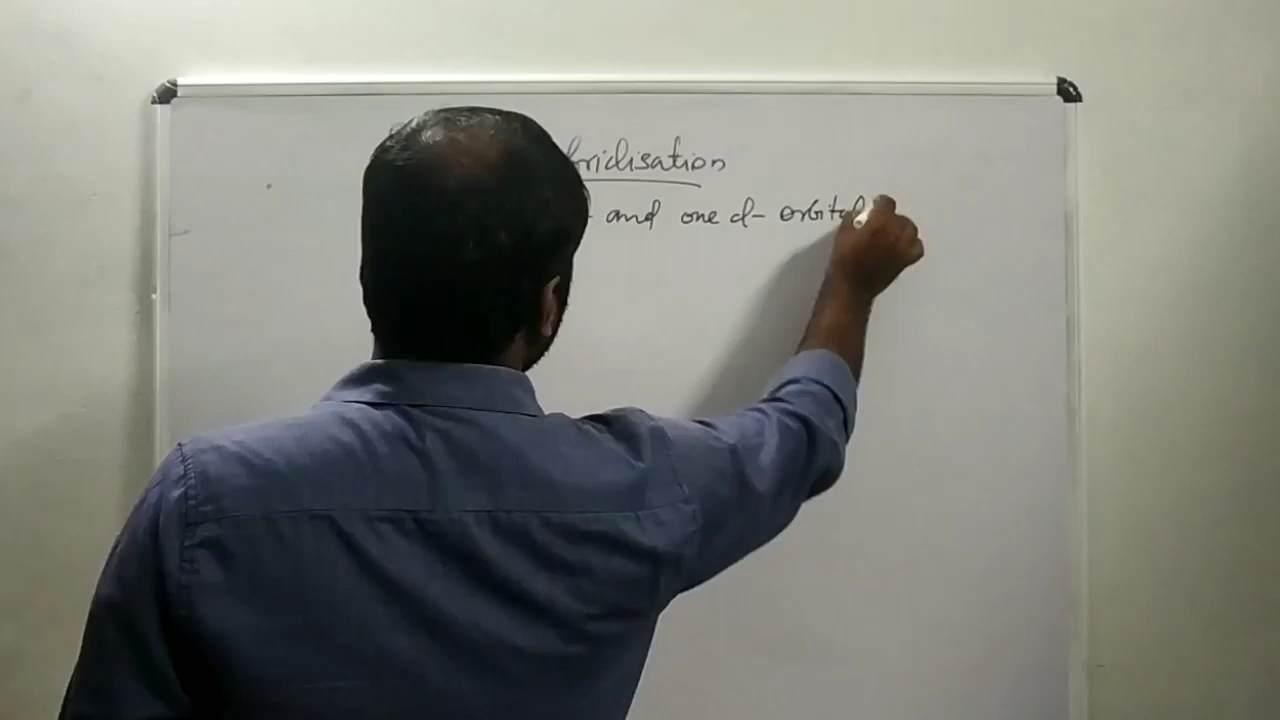 bridisation
and one d- orbital